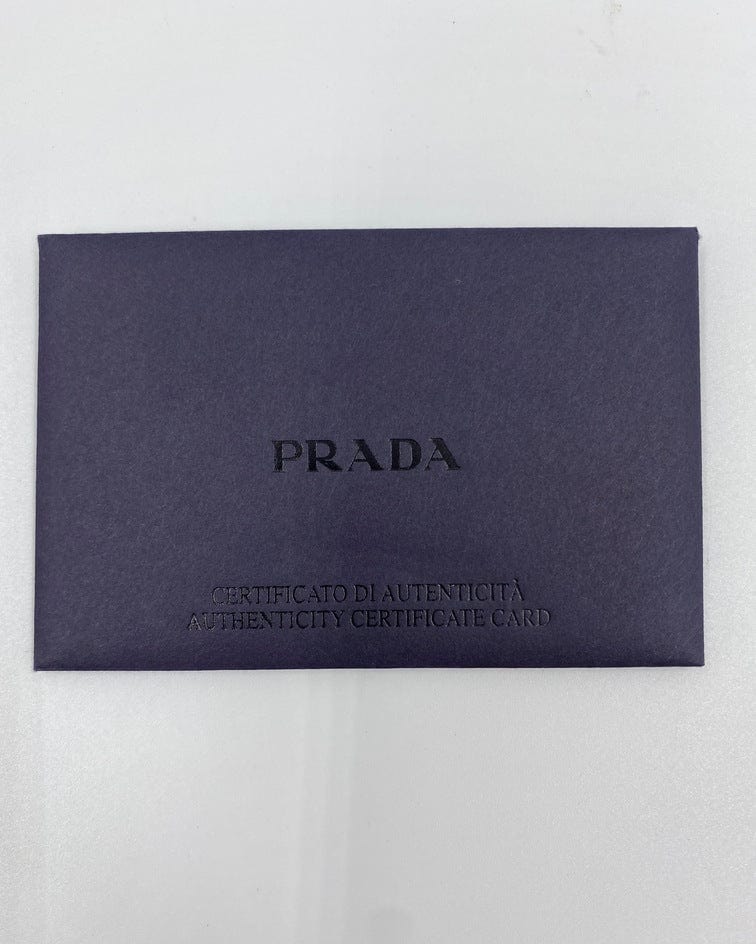 PRADA
CERTIFICATO DI AUTENTICITÀ
AUTHENTICITY CERTIFICATE CARD